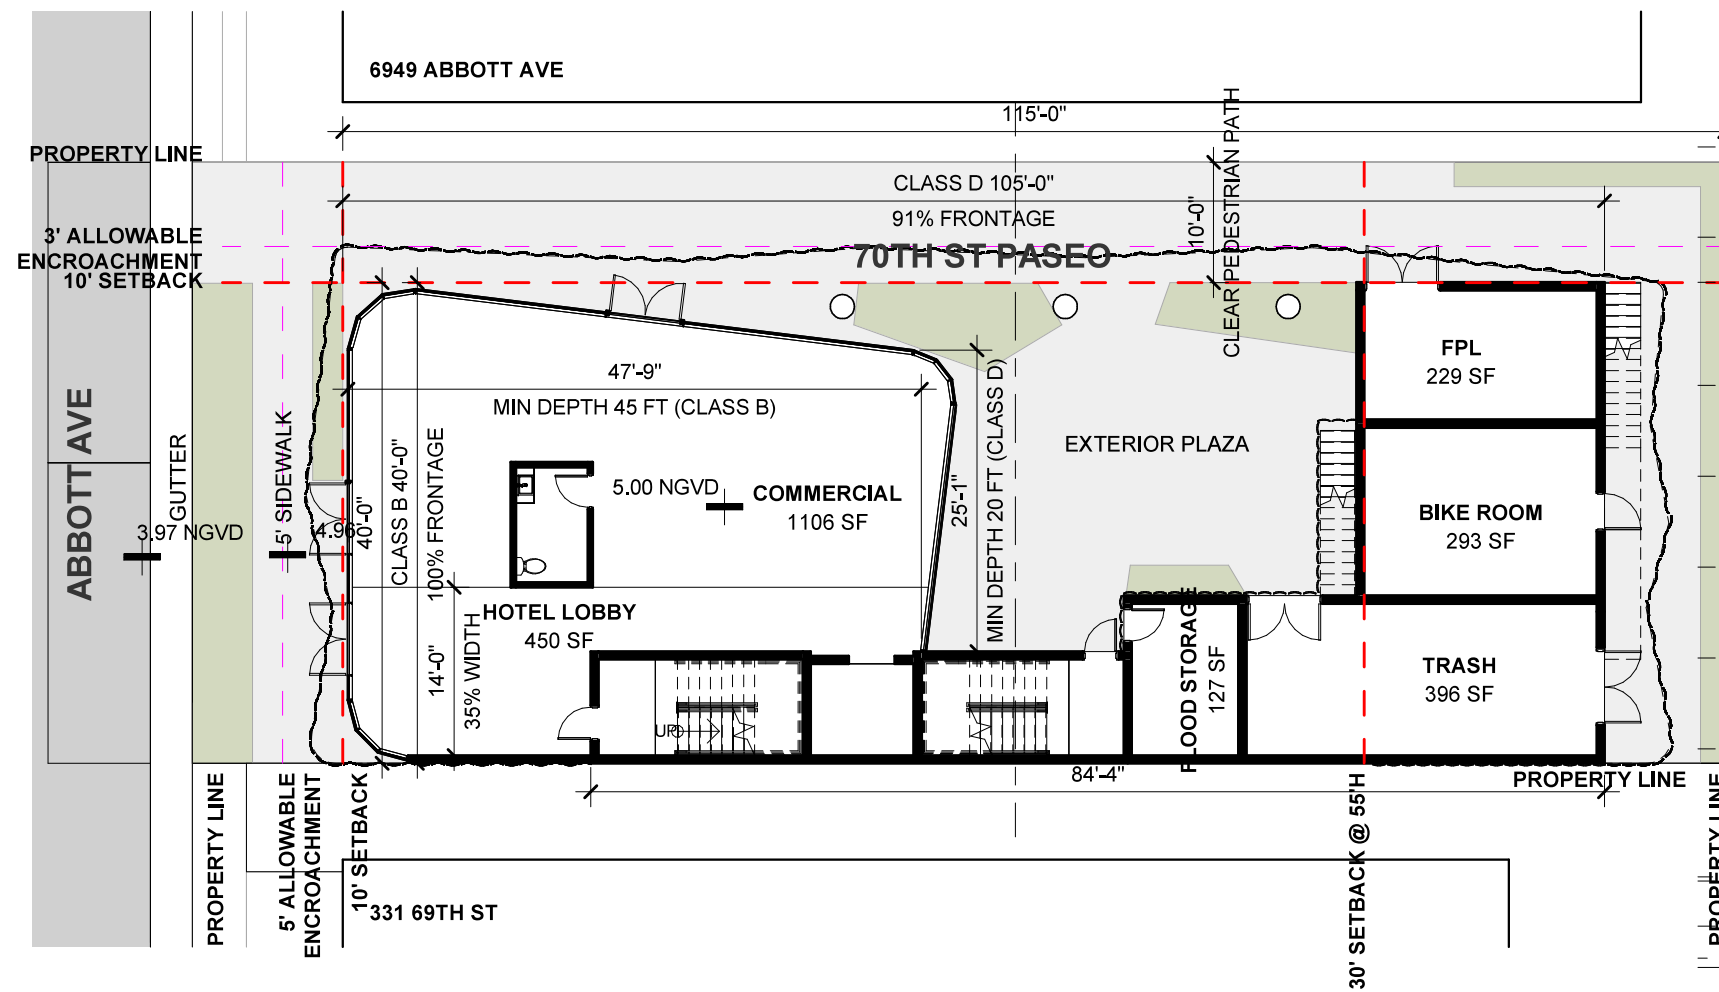 6949 ABBOTT AVE
115'-0"
PROPERTY LINE
CLASS D 105'-0"
91% FRONTAGE
10'-0"
CLEAR PEDESTRIAN PATH
3' ALLOWABLE
ENCROACHMENT
10' SETBACK
70TH ST PASEO
47'-9"
MIN DEPTH 45 FT (CLASS B)
FPL
229 SF
ABBOTT AVE
GUTTER
3.97 NGVD
5' SIDEWALK
4.96'
40'-0"
CLASS B 40'-0"
100% FRONTAGE
5.00 NGVD
COMMERCIAL
1106 SF
25'-1"
MIN DEPTH 20 FT (CLASS D)
EXTERIOR PLAZA
BIKE ROOM
293 SF
HOTEL LOBBY
450 SF
14'-0"
35% WIDTH
UP
FLOOD STORAGE
127 SF
TRASH
396 SF
84'-4"
PROPERTY LINE
PROPERTY LINE
5' ALLOWABLE
ENCROACHMENT
10' SETBACK
331 69TH ST
30' SETBACK @ 55'H
PROPERTY LINE